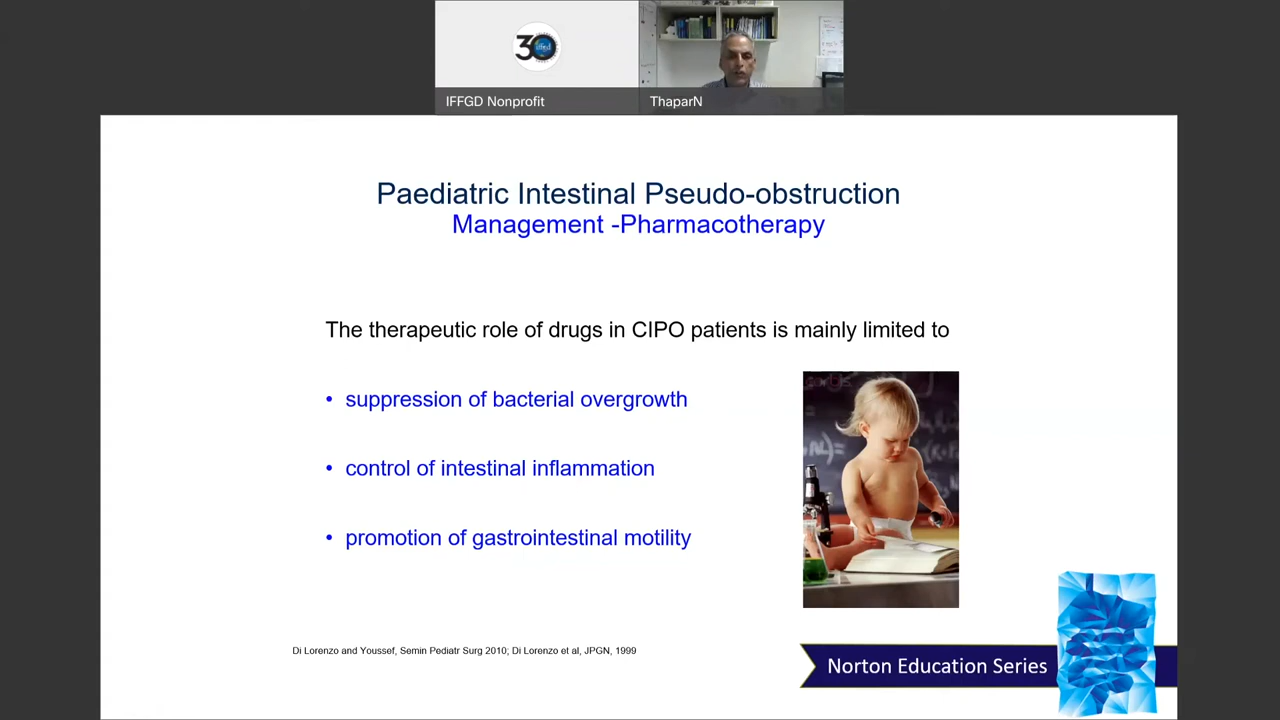 30
IFFGD Nonprofit
ThaparN
Paediatric Intestinal Pseudo-obstruction
Management -Pharmacotherapy
The therapeutic role of drugs in CIPO patients is mainly limited to
• suppression of bacterial overgrowth
• control of intestinal inflammation
• promotion of gastrointestinal motility
Di Lorenzo and Youssef, Semin Pediatr Surg 2010; Di Lorenzo et al, JPGN, 1999
Norton Education Series